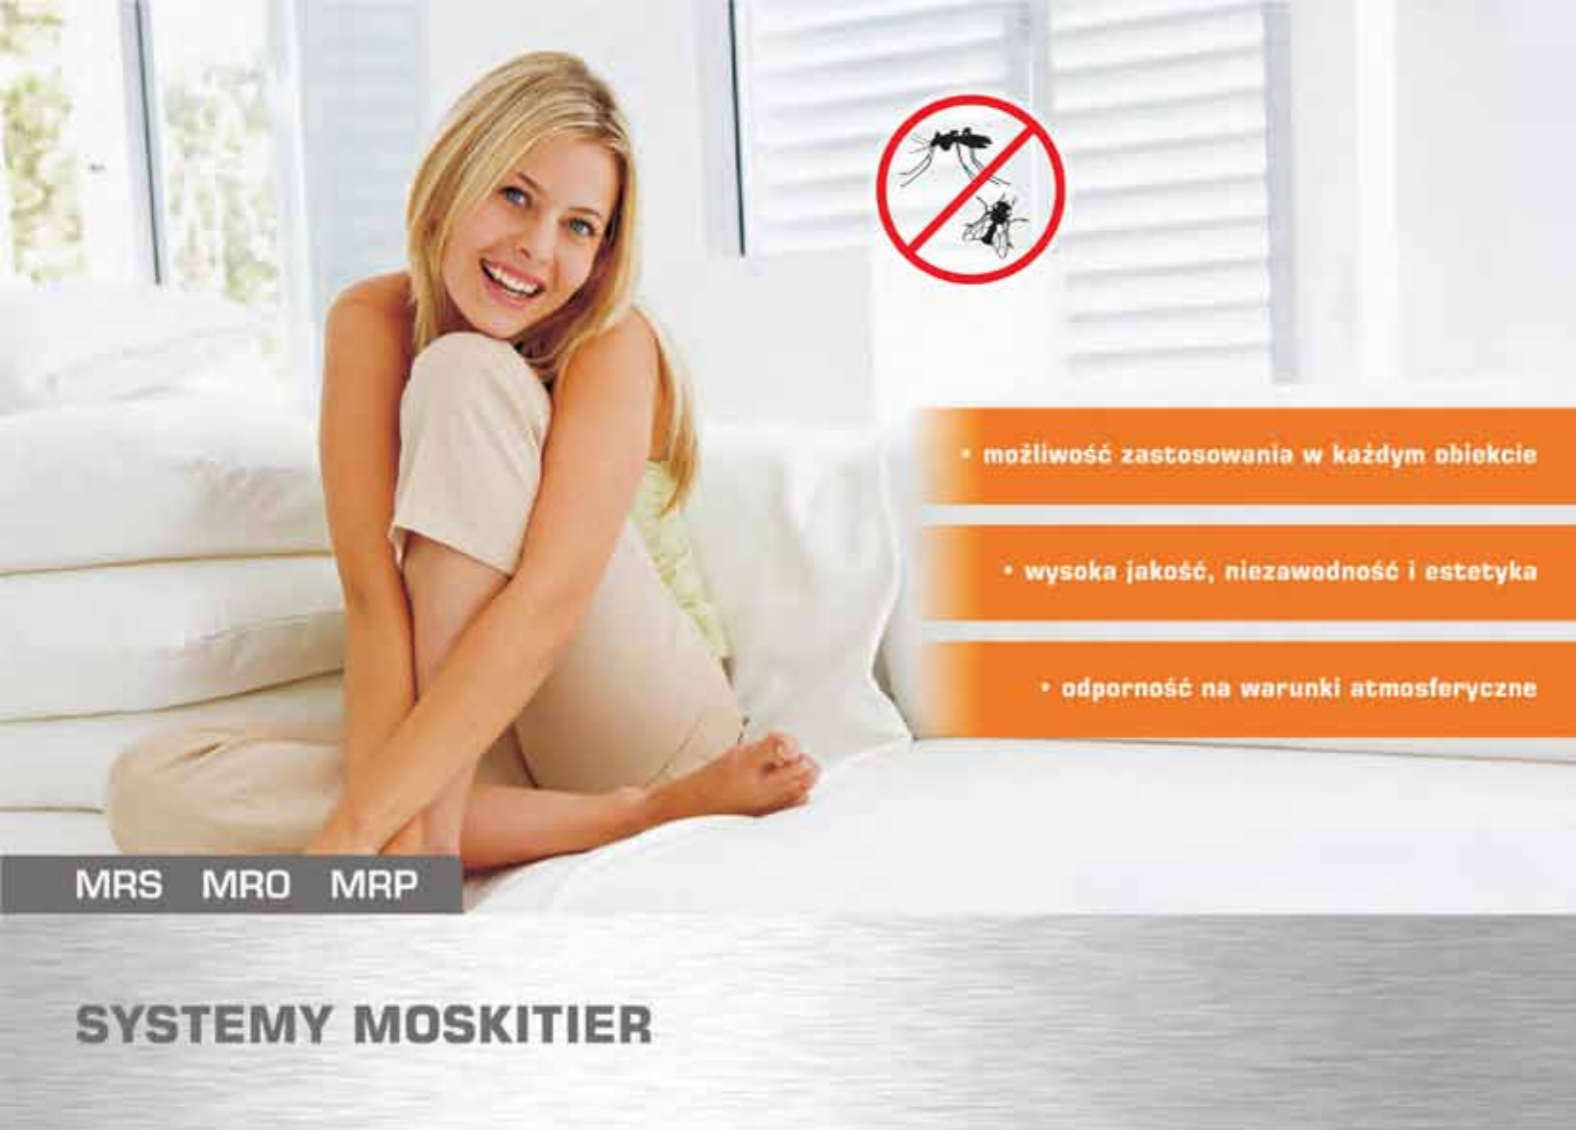 • możliwość zastosowania w każdym obiekcie
• wysoka jakość, niezawodność i estetyka
• odporność na warunki atmosferyczne
MRS MRO MRP
SYSTEMY MOSKITIER